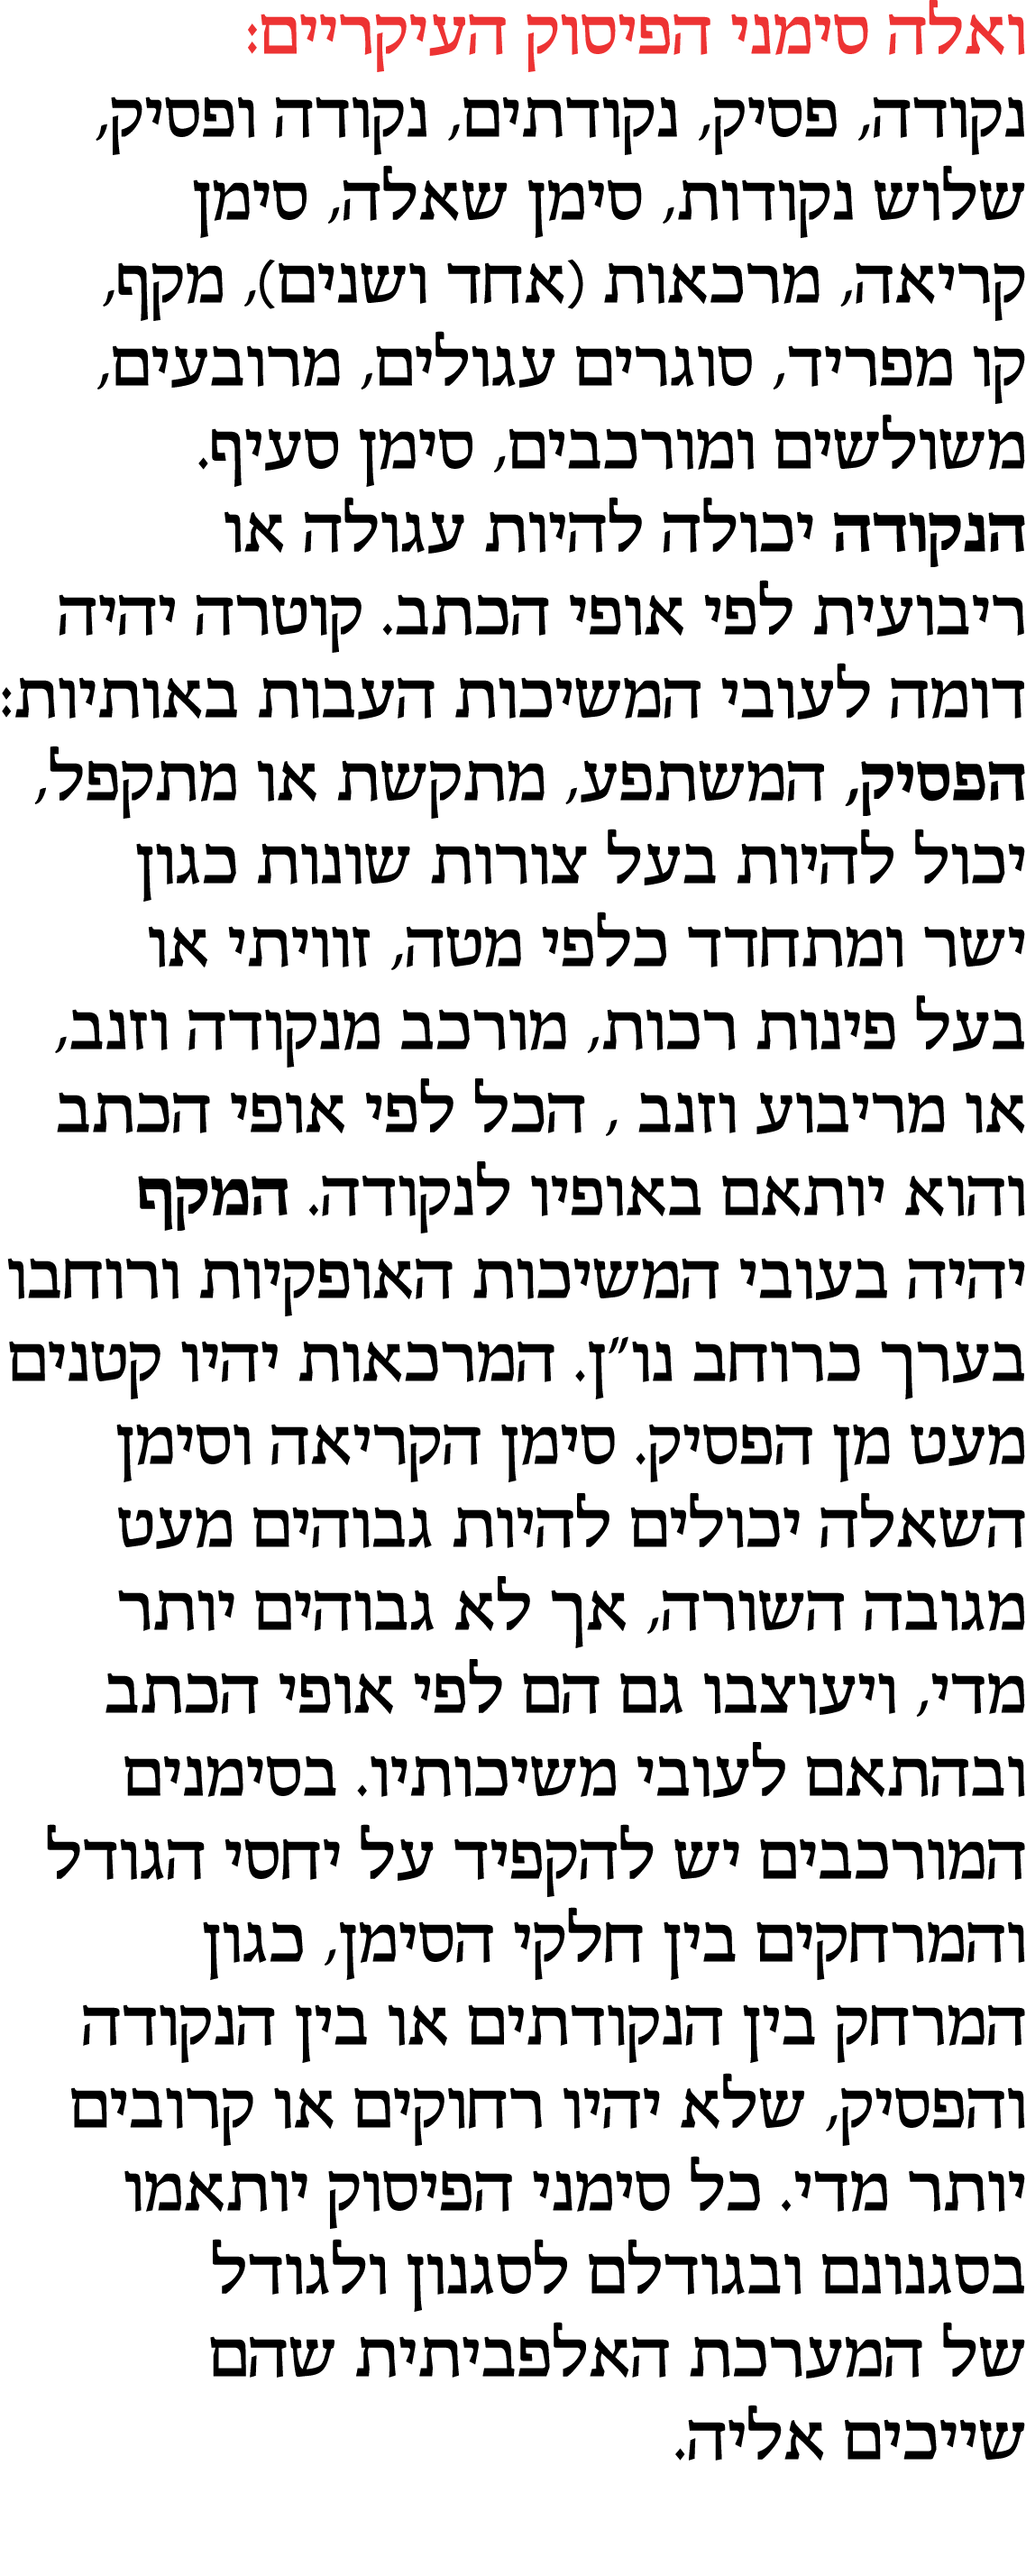 ואלה סימני הפיסוק העיקריים:
נקודה, פסיק, נקודתים, נקודה ופסיק,
שלוש נקודות, סימן שאלה, סימן
קריאה, מרכאות (אחד ושנים), מקף,
קו מפריד, סוגרים עגולים, מרובעים,
משולשים ומורכבים, סימן סעיף.
הנקודה יכולה להיות עגולה או
ריבועית לפי אופי הכתב. קוטרה יהיה
דומה לעובי המשיכות העבות באותיות:
הפסיק, המשתפע, מתקשת או מתקפל,
יכול להיות בעל צורות שונות כגון
ישר ומתחדד כלפי מטה, זוויתי או
בעל פינות רכות, מורכב מנקודה וזנב,
או מריבוע וזנב , הכל לפי אופי הכתב
והוא יותאם באופיו לנקודה. המקף
יהיה בעובי המשיכות האופקיות ורוחבו
בערך כרוחב נו״ן. המרכאות יהיו קטנים
מעט מן הפסיק. סימן הקריאה וסימן
השאלה יכולים להיות גבוהים מעט
מגובה השורה, אך לא גבוהים יותר
מדי, ויעוצבו גם הם לפי אופי הכתב
ובהתאם לעובי משיכותיו. בסימנים
המורכבים יש להקפיד על יחסי הגודל
והמרחקים בין חלקי הסימן, כגון
המרחק בין הנקודתים או בין הנקודה
והפסיק, שלא יהיו רחוקים או קרובים
יותר מדי. כל סימני הפיסוק יותאמו
בסגנונם ובגודלם לסגנון ולגודל
של המערכת האלפביתית שהם
שייכים אליה.